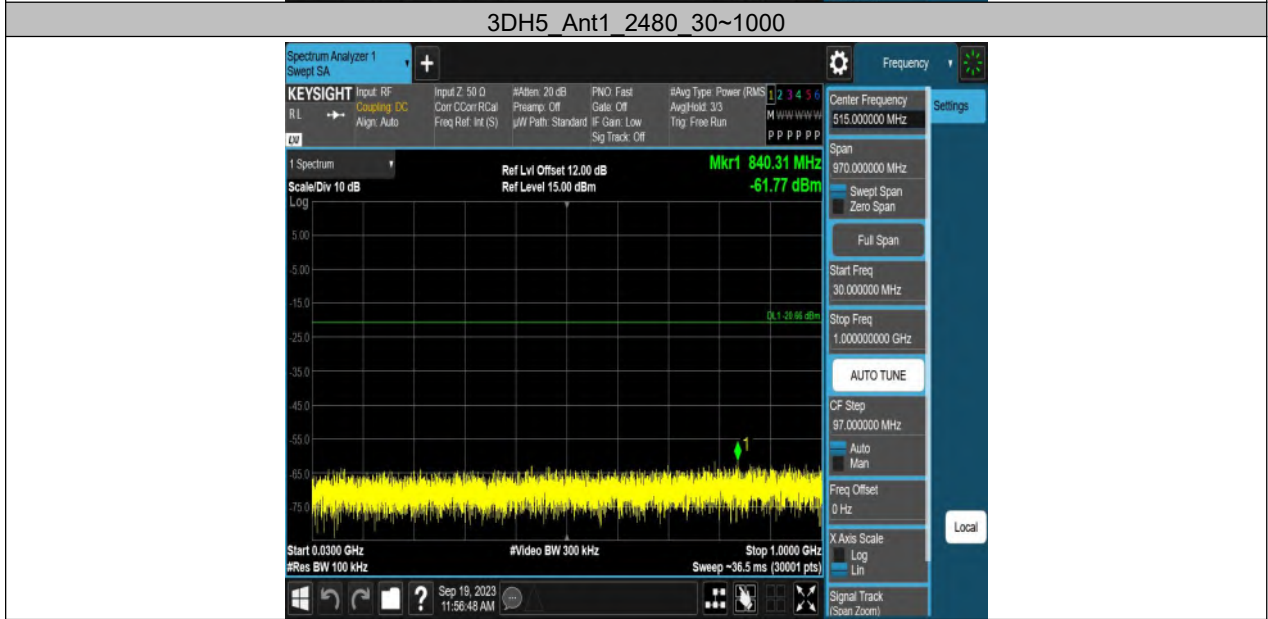 3DH5_Ant1_2480_30~1000
Spectrum Analyzer 1
Swept SA
Frequency
KEYSIGHT
Input: RF
Coupling: DC
Align: Auto
Input Z: 50 Ω
Corr CCorr RCal
Freq Ref: Int (S)
#Atten: 20 dB
Preamp: Off
µW Path: Standard
PNO: Fast
Gate: Off
IF Gain: Low
Sig Track: Off
#Avg Type: Power (RMS
Avg|Hold: 3/3
Trig: Free Run
1 2 3 4 5 6
M W W W W W
P P P P P P
R L
LXI
Center Frequency
515.000000 MHz
Settings
1 Spectrum
Ref Lvl Offset 12.00 dB
Mkr1 840.31 MHz
Scale/Div 10 dB
Ref Level 15.00 dBm
-61.77 dBm
Log
5.00
-5.00
-15.0
-25.0
-35.0
-45.0
-55.0
-65.0
-75.0
DL1 -20.66 dBm
1
Start 0.0300 GHz
#Video BW 300 kHz
Stop 1.0000 GHz
#Res BW 100 kHz
Sweep ~36.5 ms (30001 pts)
Span
970.000000 MHz
Swept Span
Zero Span
Full Span
Start Freq
30.000000 MHz
Stop Freq
1.000000000 GHz
AUTO TUNE
CF Step
97.000000 MHz
Auto
Man
Freq Offset
0 Hz
X Axis Scale
Log
Lin
Local
Signal Track
(Span Zoom)
?
Sep 19, 2023
11:56:48 AM